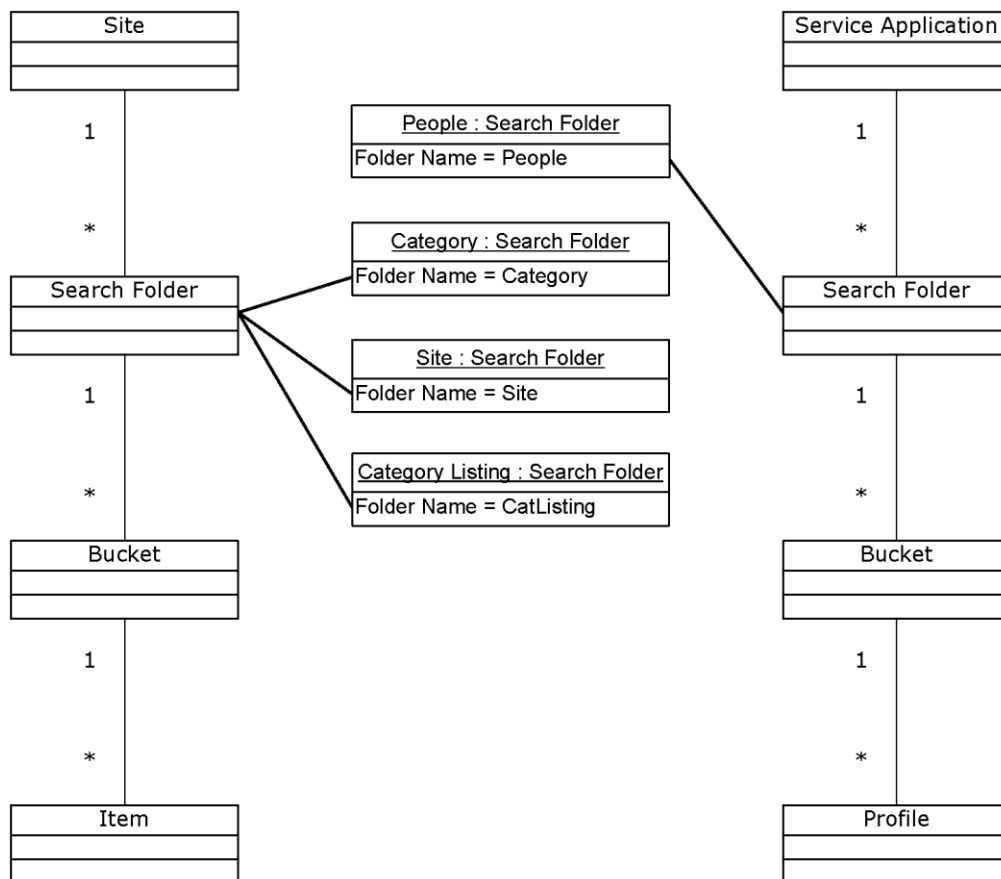 Site
Service Application
1
1
People : Search Folder
Folder Name = People
*
*
Category : Search Folder
Folder Name = Category
Search Folder
Search Folder
Site : Search Folder
Folder Name = Site
1
1
Category Listing : Search Folder
Folder Name = CatListing
*
*
Bucket
Bucket
1
1
*
*
Item
Profile